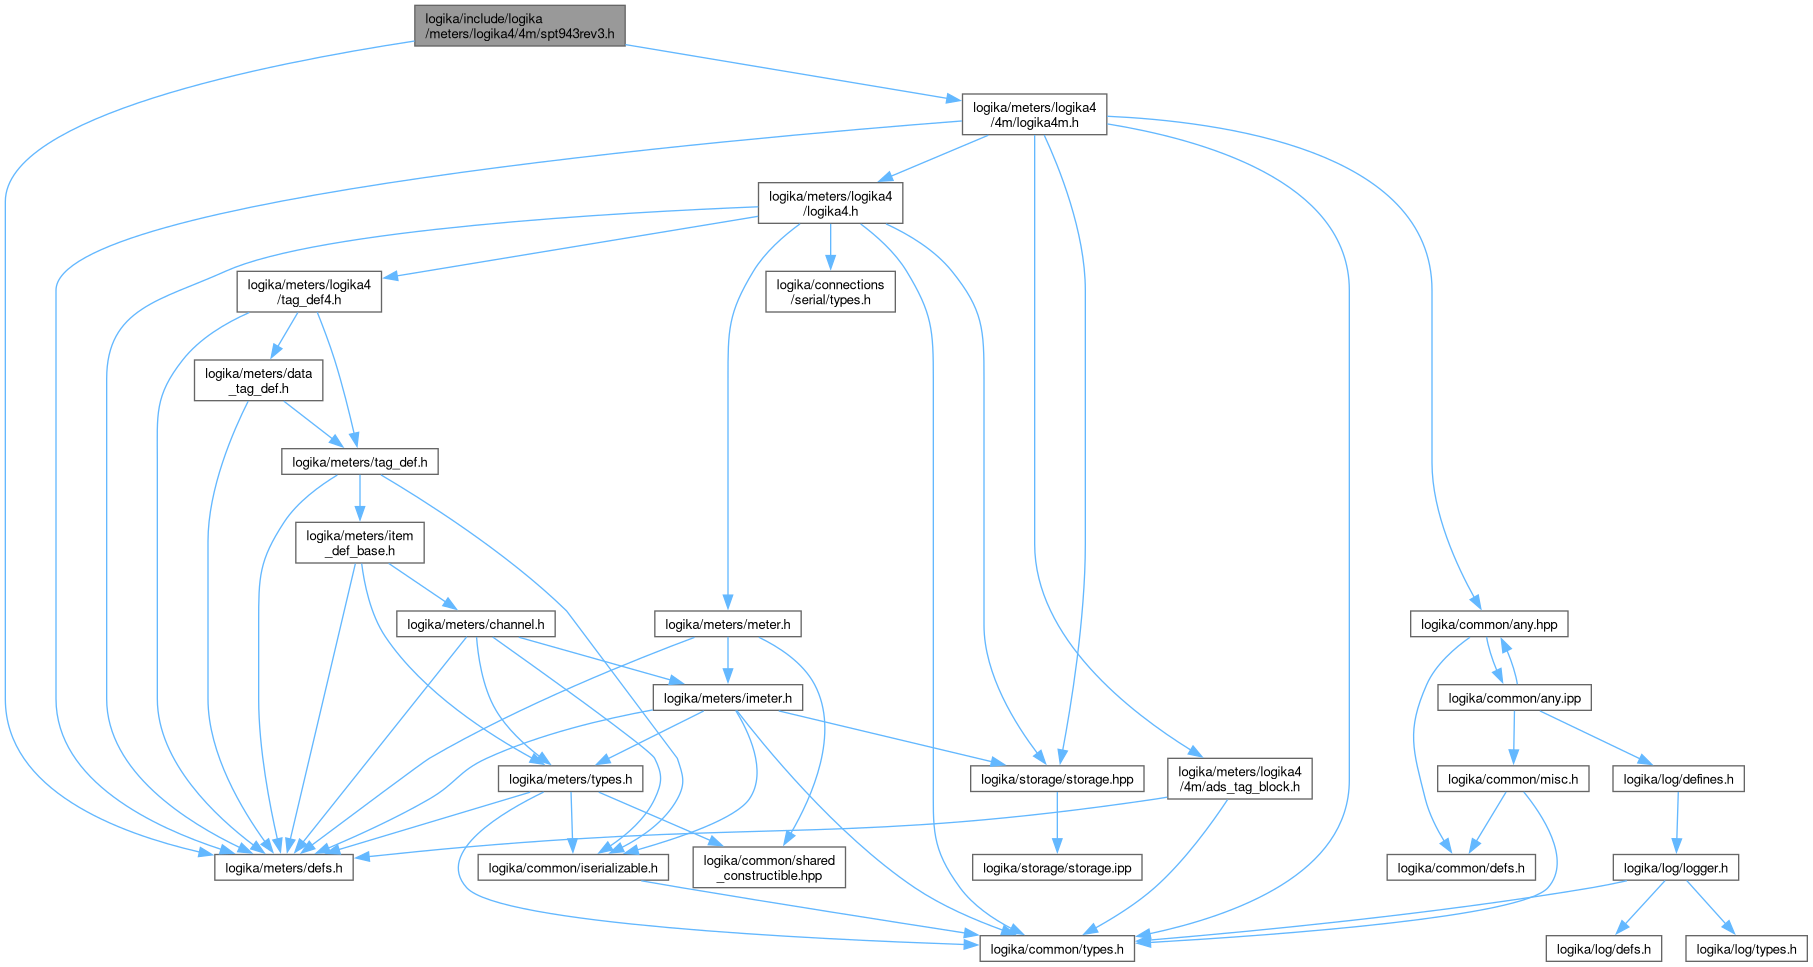 logika/include/logika
/meters/logika4/4m/spt943rev3.h
logika/meters/logika4
/4m/logika4m.h
logika/meters/logika4
/logika4.h
logika/meters/logika4
/tag_def4.h
logika/connections
/serial/types.h
logika/meters/data
_tag_def.h
logika/meters/tag_def.h
logika/meters/item
_def_base.h
logika/meters/channel.h
logika/meters/meter.h
logika/common/any.hpp
logika/meters/imeter.h
logika/common/any.ipp
logika/meters/types.h
logika/storage/storage.hpp
logika/meters/logika4
/4m/ads_tag_block.h
logika/common/misc.h
logika/log/defines.h
logika/meters/defs.h
logika/common/iserializable.h
logika/common/shared
_constructible.hpp
logika/storage/storage.ipp
logika/common/defs.h
logika/log/logger.h
logika/common/types.h
logika/log/defs.h
logika/log/types.h